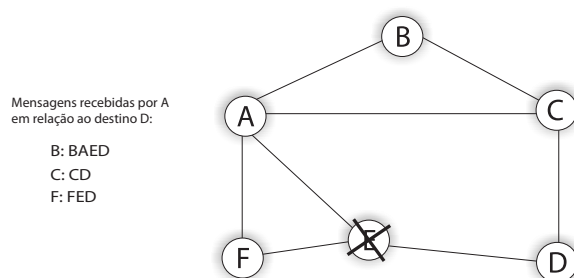 B
Mensagens recebidas por A
em relação ao destino D:
A
C
B: BAED
C: CD
F: FED
E
F
D